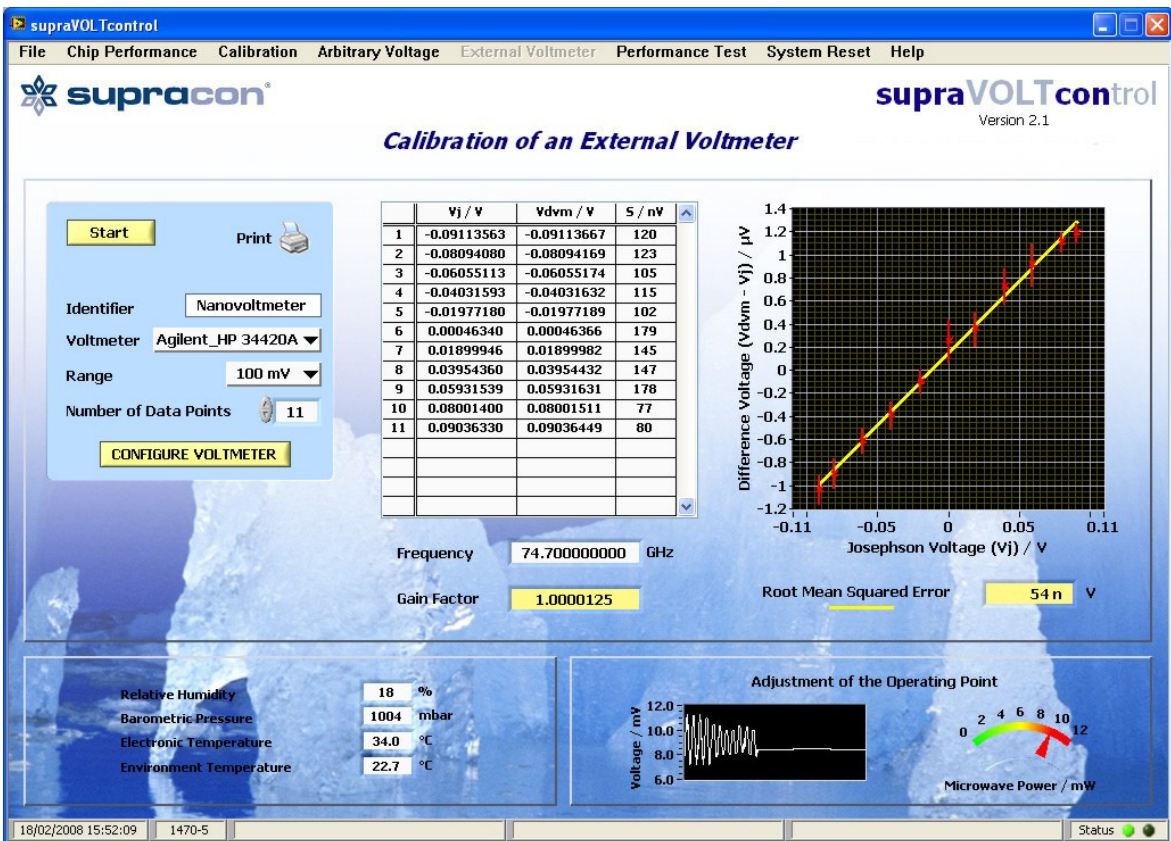 supraVOLTcontrol
File Chip Performance Calibration Arbitrary Voltage External Voltmeter Performance Test System Reset Help
supracon®
supraVOLTcontrol
Version 2.1
Calibration of an External Voltmeter
Start
Print
Identifier Nanovoltmeter
Voltmeter Agilent_HP 34420A
Range 100 mV
Number of Data Points 11
CONFIGURE VOLTMETER
Vj / V Vdvm / V S / nV
1 -0.09113563 -0.09113667 120
2 -0.08094080 -0.08094169 123
3 -0.06055113 -0.06055174 105
4 -0.04031593 -0.04031632 115
5 -0.01977180 -0.01977189 102
6 0.00046340 0.00046366 179
7 0.01899946 0.01899982 145
8 0.03954360 0.03954432 147
9 0.05931539 0.05931631 178
10 0.08001400 0.08001511 77
11 0.09036330 0.09036449 80
Frequency 74.700000000 GHz
Gain Factor 1.0000125
Difference Voltage (Vdvm - Vj) / µV
1.4
1.2
1
0.8
0.6
0.4
0.2
0
-0.2
-0.4
-0.6
-0.8
-1
-1.2
-0.11 -0.05 0 0.05 0.11
Josephson Voltage (Vj) / V
Root Mean Squared Error 54 n V
Relative Humidity 18 %
Barometric Pressure 1004 mbar
Electronic Temperature 34.0 °C
Environment Temperature 22.7 °C
Adjustment of the Operating Point
Voltage / mV
12.0
10.0
8.0
6.0
0 2 4 6 8 10 12
Microwave Power / mW
18/02/2008 15:52:09 1470-5 Status